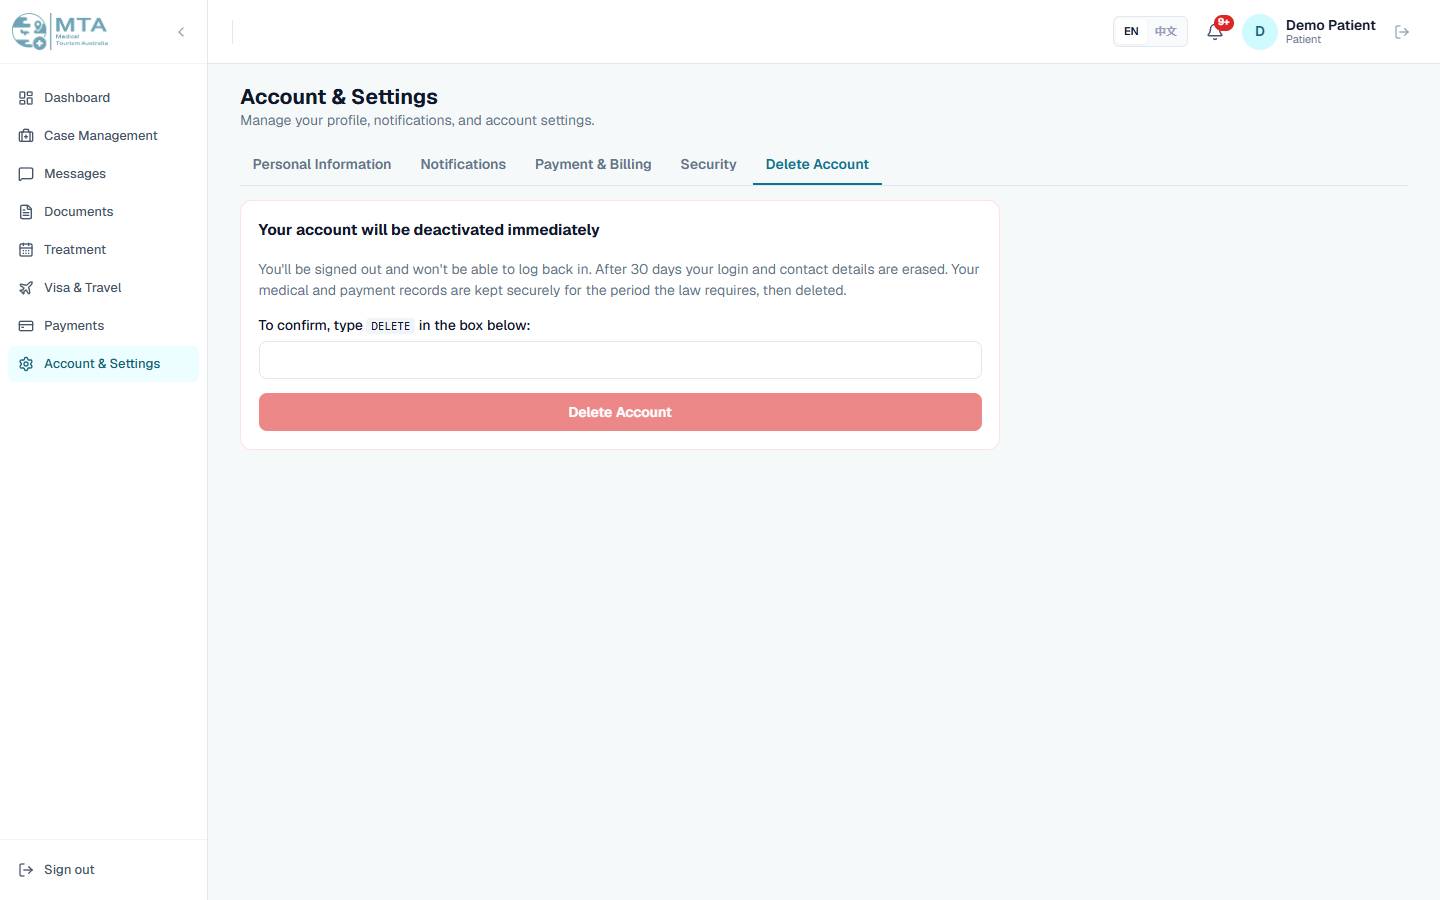 MTA
Medical
Tourism Australia
EN
中文
9+
D
Demo Patient
Patient
Dashboard
Case Management
Messages
Documents
Treatment
Visa & Travel
Payments
Account & Settings
Sign out
Account & Settings
Manage your profile, notifications, and account settings.
Personal Information
Notifications
Payment & Billing
Security
Delete Account
Your account will be deactivated immediately
You'll be signed out and won't be able to log back in. After 30 days your login and contact details are erased. Your
medical and payment records are kept securely for the period the law requires, then deleted.
To confirm, type DELETE in the box below:
Delete Account